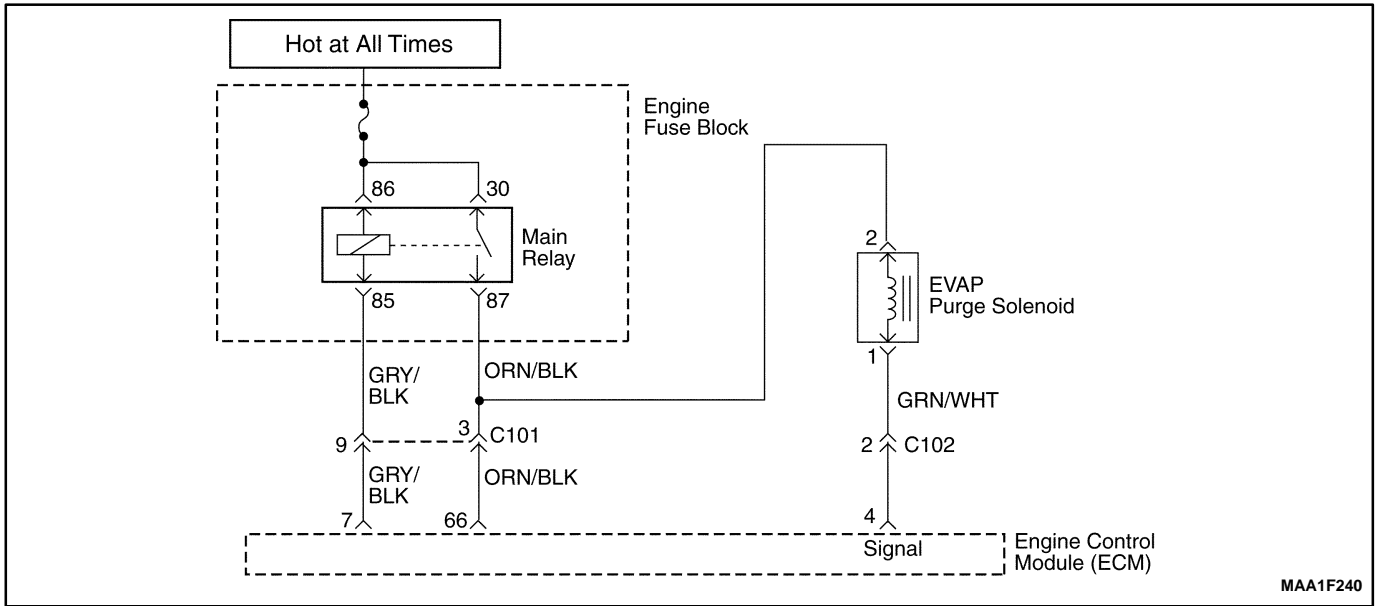 Hot at All Times
Engine
Fuse Block
86
30
Main
Relay
85
87
2
EVAP
Purge Solenoid
1
GRY/
BLK
ORN/BLK
GRN/WHT
9
3
C101
2
C102
GRY/
BLK
ORN/BLK
7
66
4
Signal
Engine Control
Module (ECM)
MAA1F240